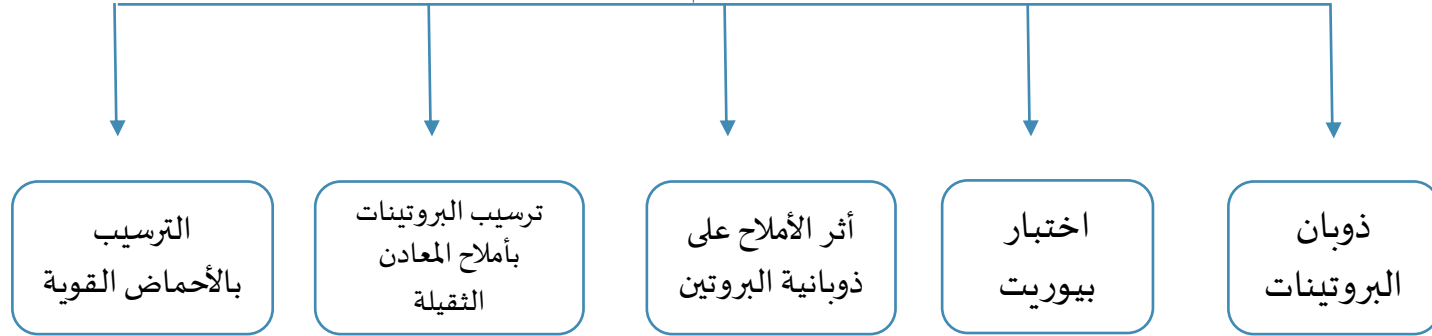 ذوبان
البروتينات
اختبار
بيوريت
أثر الأملاح على
ذوبانية البروتين
ترسيب البروتينات
بأملاح المعادن
الثقيلة
الترسيب
بالأحماض القوية